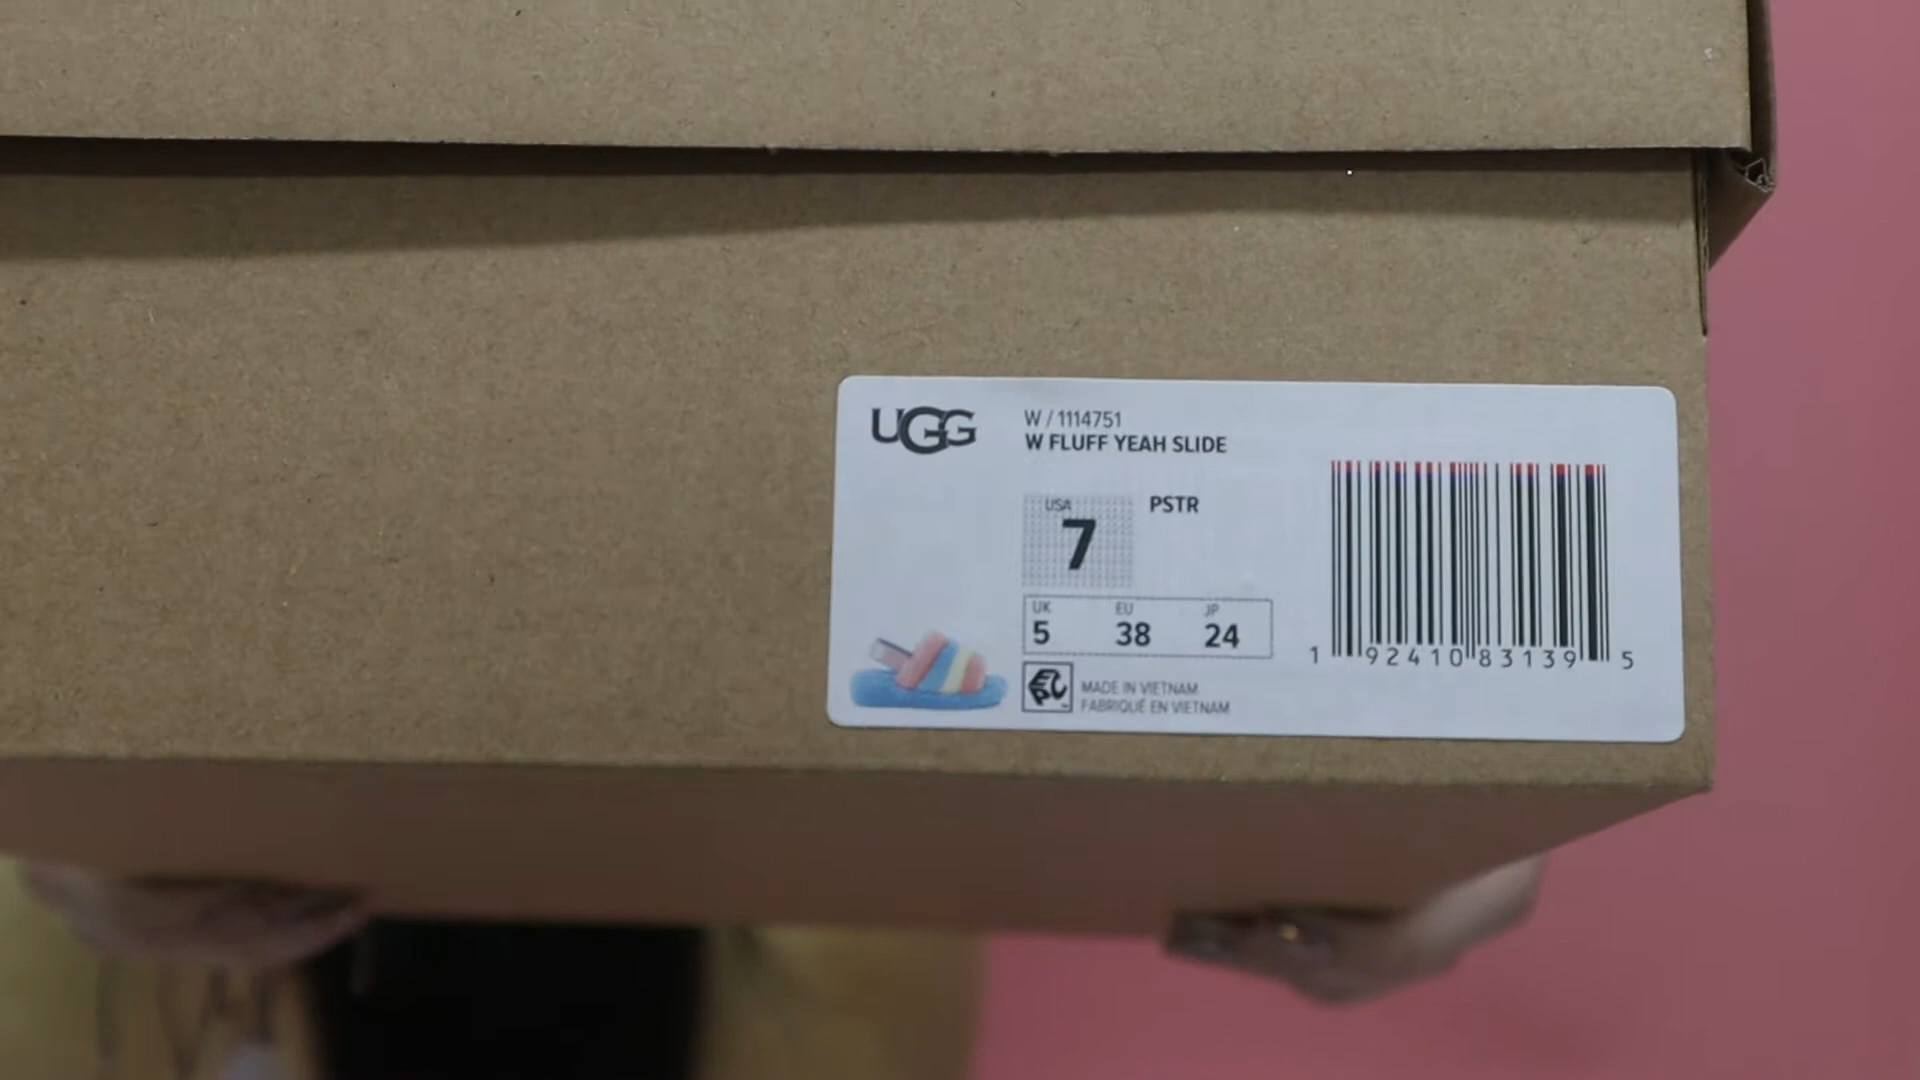 UGG
W / 1114751
W FLUFF YEAH SLIDE
USA
7
PSTR
UK EU JP
5 38 24
MADE IN VIETNAM
FABRIQUÉ EN VIETNAM
1 92410 83139 5